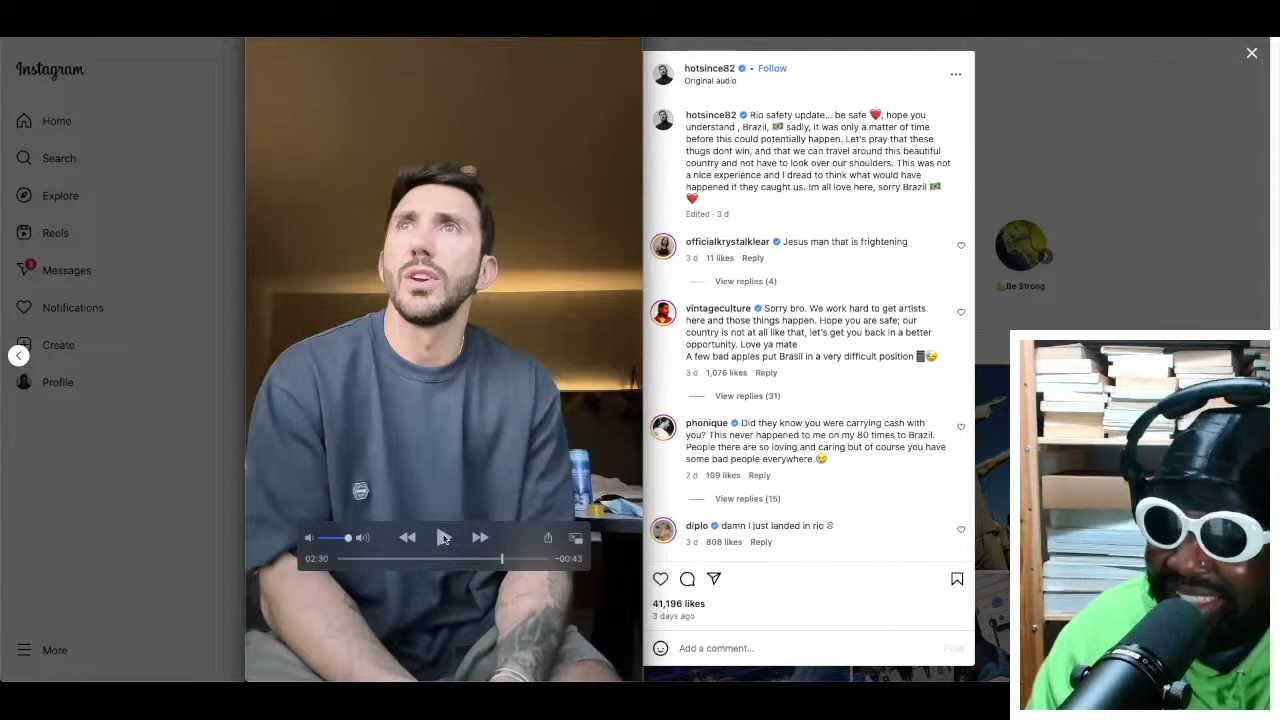 Instagram
Home
Search
Explore
Reels
3
Messages
Notifications
Create
Profile
More
02:30
-00:43
hotsince82 • Follow
Original audio
hotsince82 Rio safety update... be safe ❤️, hope you
understand , Brazil, 🇧🇷 sadly, it was only a matter of time
before this could potentially happen. Let's pray that these
thugs dont win, and that we can travel around this beautiful
country and not have to look over our shoulders. This was not
a nice experience and I dread to think what would have
happened if they caught us. Im all love here, sorry Brazil 🇧🇷
❤️
Edited · 3 d
officialkrystalklear Jesus man that is frightening
3 d 11 likes Reply
View replies (4)
vintageculture Sorry bro. We work hard to get artists
here and those things happen. Hope you are safe; our
country is not at all like that, let's get you back in a better
opportunity. Love ya mate
A few bad apples put Brasil in a very difficult position
3 d 1,076 likes Reply
View replies (31)
phonique Did they know you were carrying cash with
you? This never happened to me on my 80 times to Brazil.
People there are so loving and caring but of course you have
some bad people everywhere 😢
2 d 109 likes Reply
View replies (15)
diplo damn I just landed in rio ☹
3 d 808 likes Reply
41,196 likes
3 days ago
Add a comment...
Post
💪Be Strong